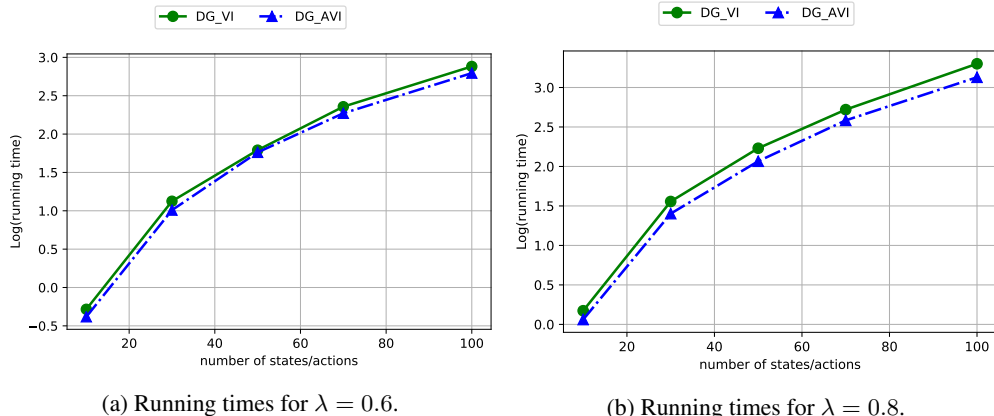 DG_VI DG_AVI
3.0
2.5
2.0
1.5
1.0
0.5
0.0
−0.5
Log(running time)
20 40 60 80 100
number of states/actions
(a) Running times for λ = 0.6.
DG_VI DG_AVI
3.0
2.5
2.0
1.5
1.0
0.5
0.0
Log(running time)
20 40 60 80 100
number of states/actions
(b) Running times for λ = 0.8.